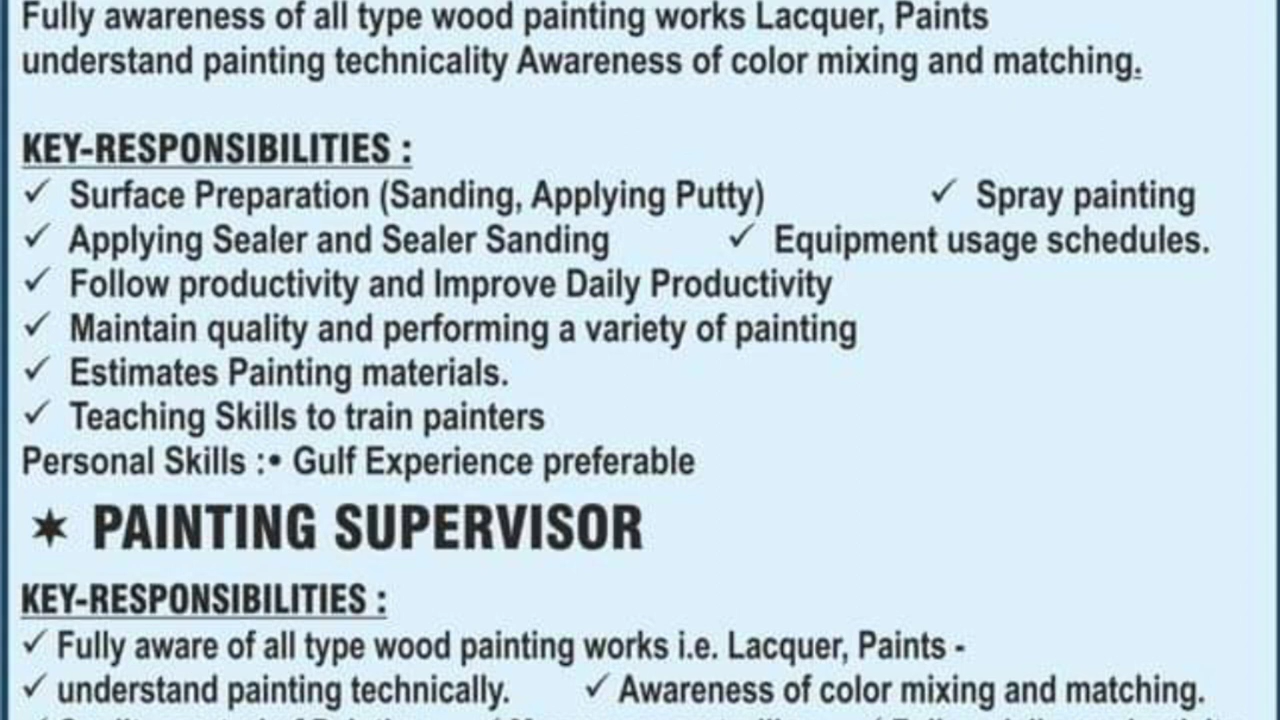 Fully awareness of all type wood painting works Lacquer, Paints
understand painting technicality Awareness of color mixing and matching.
KEY-RESPONSIBILITIES :
✓ Surface Preparation (Sanding, Applying Putty) ✓ Spray painting
✓ Applying Sealer and Sealer Sanding ✓ Equipment usage schedules.
✓ Follow productivity and Improve Daily Productivity
✓ Maintain quality and performing a variety of painting
✓ Estimates Painting materials.
✓ Teaching Skills to train painters
Personal Skills :• Gulf Experience preferable
✶ PAINTING SUPERVISOR
KEY-RESPONSIBILITIES :
✓ Fully aware of all type wood painting works i.e. Lacquer, Paints -
✓ understand painting technically. ✓ Awareness of color mixing and matching.